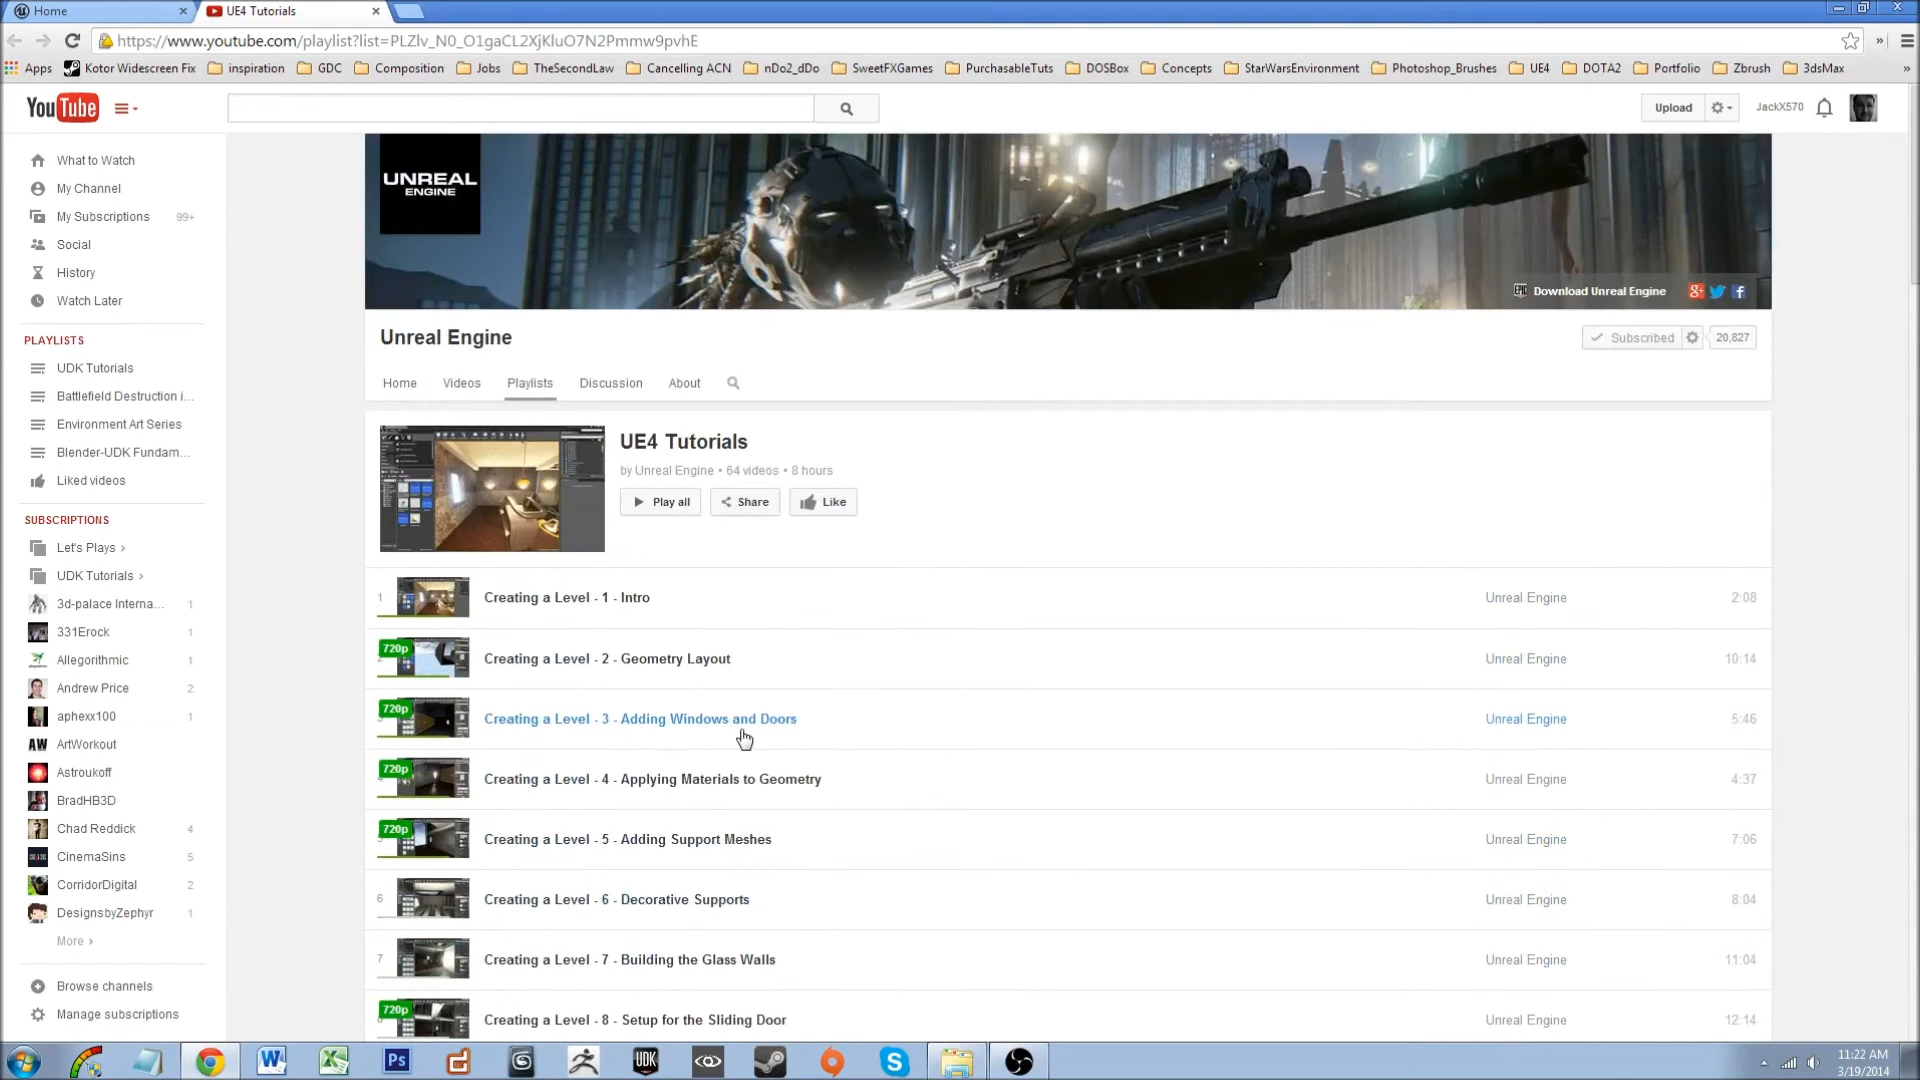 Home
UE4 Tutorials
https://www.youtube.com/playlist?list=PLZlv_N0_O1gaCL2XjKluO7N2Pmmw9pvhE
Apps Kotor Widescreen Fix inspiration GDC Composition Jobs TheSecondLaw Cancelling ACN nDo2_dDo SweetFXGames PurchasableTuts DOSBox Concepts StarWarsEnvironment Photoshop_Brushes UE4 DOTA2 Portfolio Zbrush 3dsMax »
YouTube
Upload
JackX570
What to Watch
My Channel
My Subscriptions 99+
Social
History
Watch Later
PLAYLISTS
UDK Tutorials
Battlefield Destruction i...
Environment Art Series
Blender-UDK Fundam...
Liked videos
SUBSCRIPTIONS
Let's Plays ›
UDK Tutorials ›
3d-palace Interna... 1
331Erock 1
Allegorithmic 1
Andrew Price 2
aphexx100 1
ArtWorkout
Astroukoff
BradHB3D
Chad Reddick 4
CinemaSins 5
CorridorDigital 2
DesignsbyZephyr 1
More ›
Browse channels
Manage subscriptions
UNREAL
ENGINE
EPIC Download Unreal Engine
Unreal Engine
Subscribed 20,827
Home Videos Playlists Discussion About
UE4 Tutorials
by Unreal Engine • 64 videos • 8 hours
Play all Share Like
1 Creating a Level - 1 - Intro Unreal Engine 2:08
720p Creating a Level - 2 - Geometry Layout Unreal Engine 10:14
720p Creating a Level - 3 - Adding Windows and Doors Unreal Engine 5:46
720p Creating a Level - 4 - Applying Materials to Geometry Unreal Engine 4:37
720p Creating a Level - 5 - Adding Support Meshes Unreal Engine 7:06
6 Creating a Level - 6 - Decorative Supports Unreal Engine 8:04
7 Creating a Level - 7 - Building the Glass Walls Unreal Engine 11:04
720p Creating a Level - 8 - Setup for the Sliding Door Unreal Engine 12:14
Ps
UDK
11:22 AM
3/19/2014